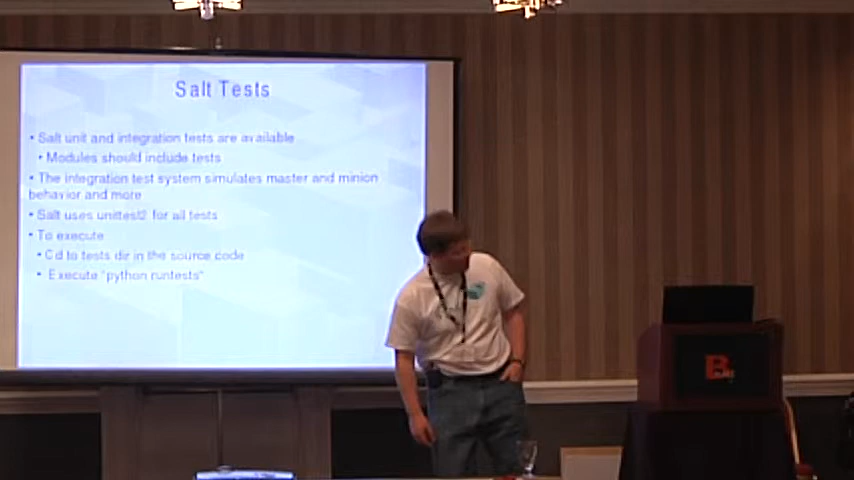 Salt Tests
• Salt unit and integration tests are available
• Modules should include tests
• The integration test system simulates master and minion
behavior and more
• Salt uses unittest2 for all tests
• To execute
• Cd to tests dir in the source code
• Execute "python runtests"
B